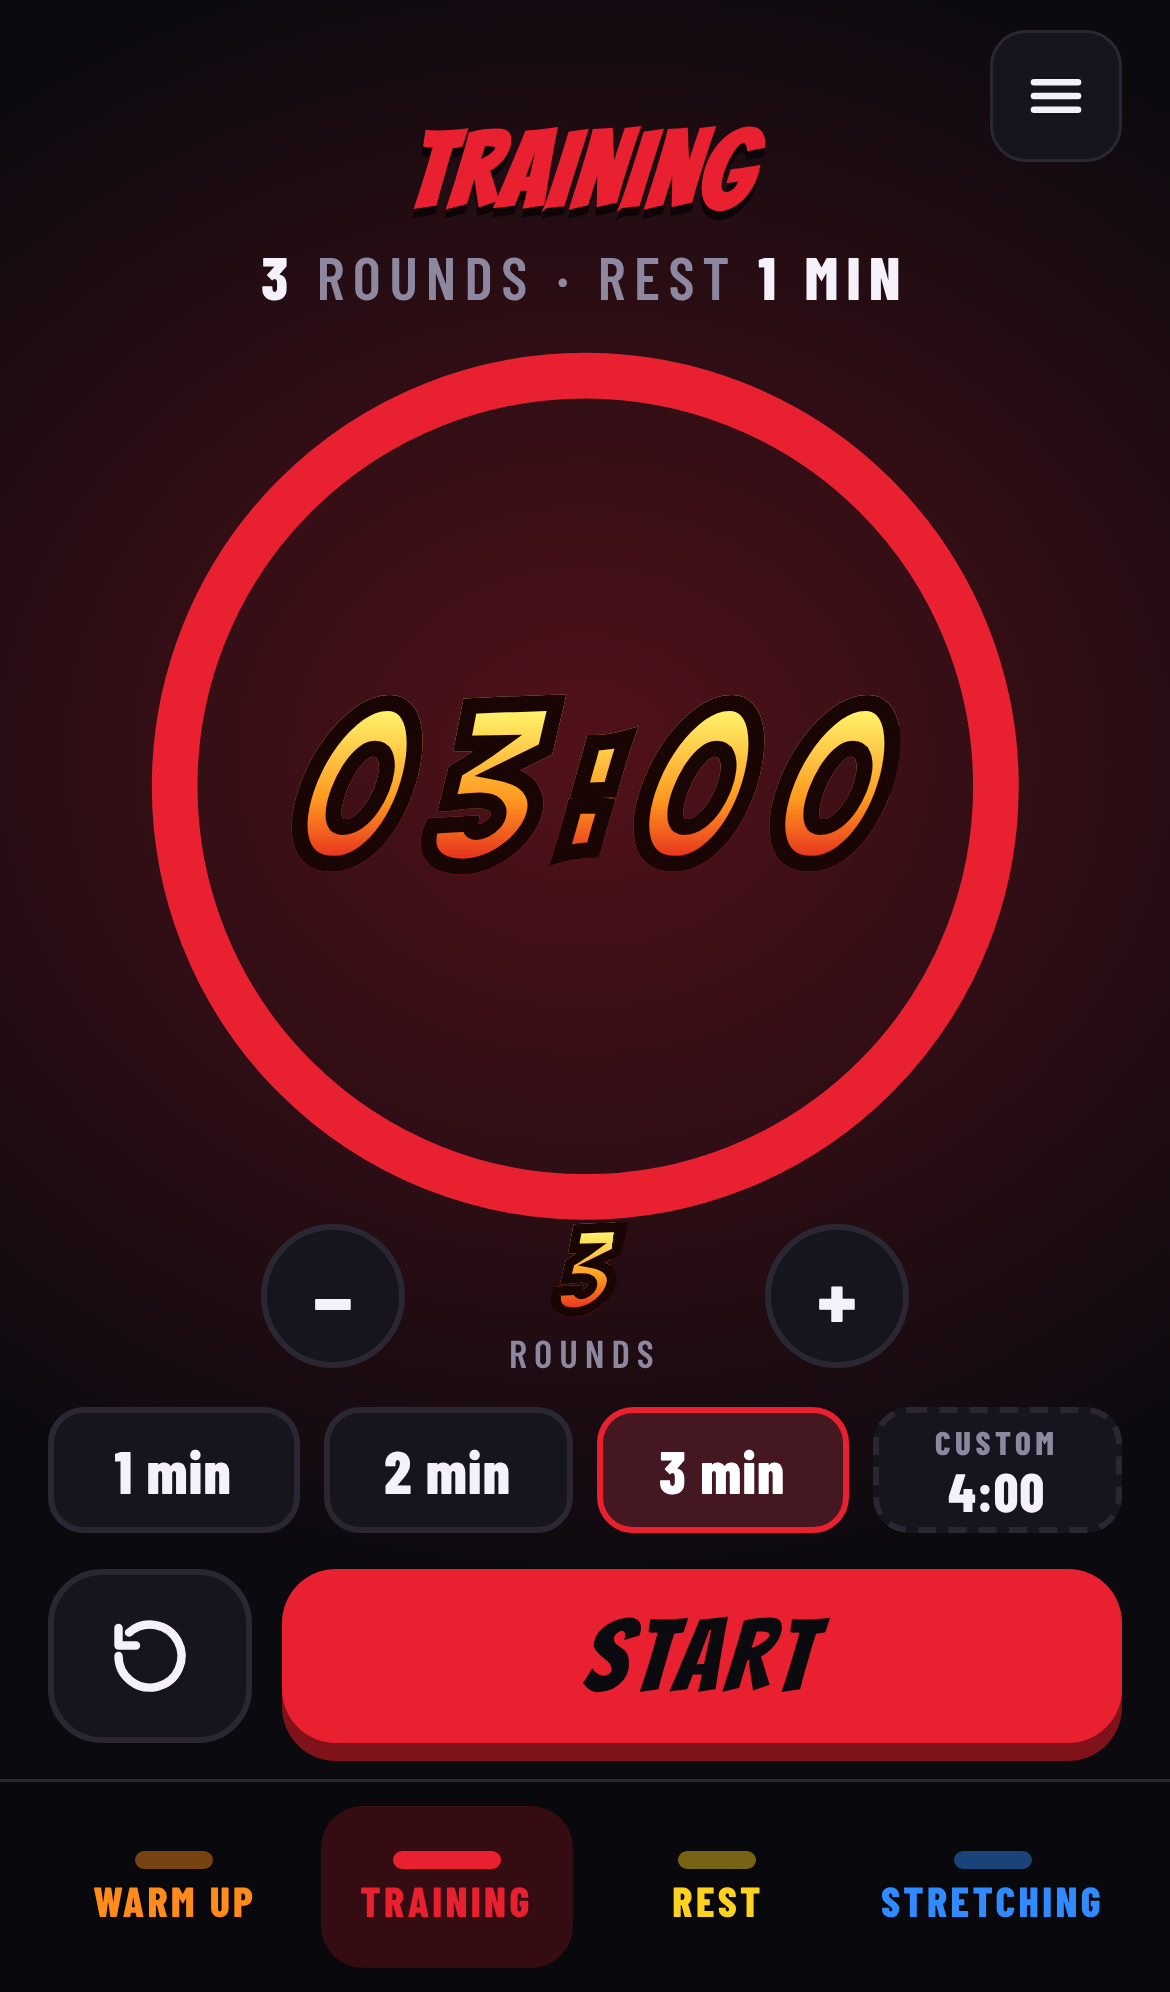 TRAINING
3 ROUNDS · REST 1 MIN
03:00
− 3 +
ROUNDS
1 min 2 min 3 min CUSTOM 4:00
START
WARM UP TRAINING REST STRETCHING